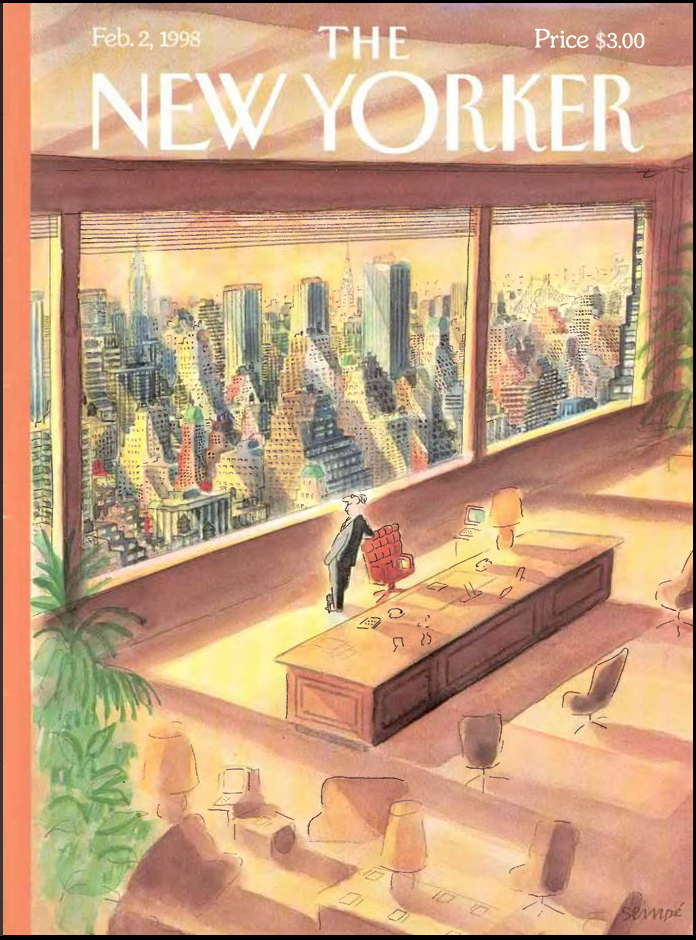 Feb. 2, 1998
THE
Price $3.00
NEW YORKER
sempé